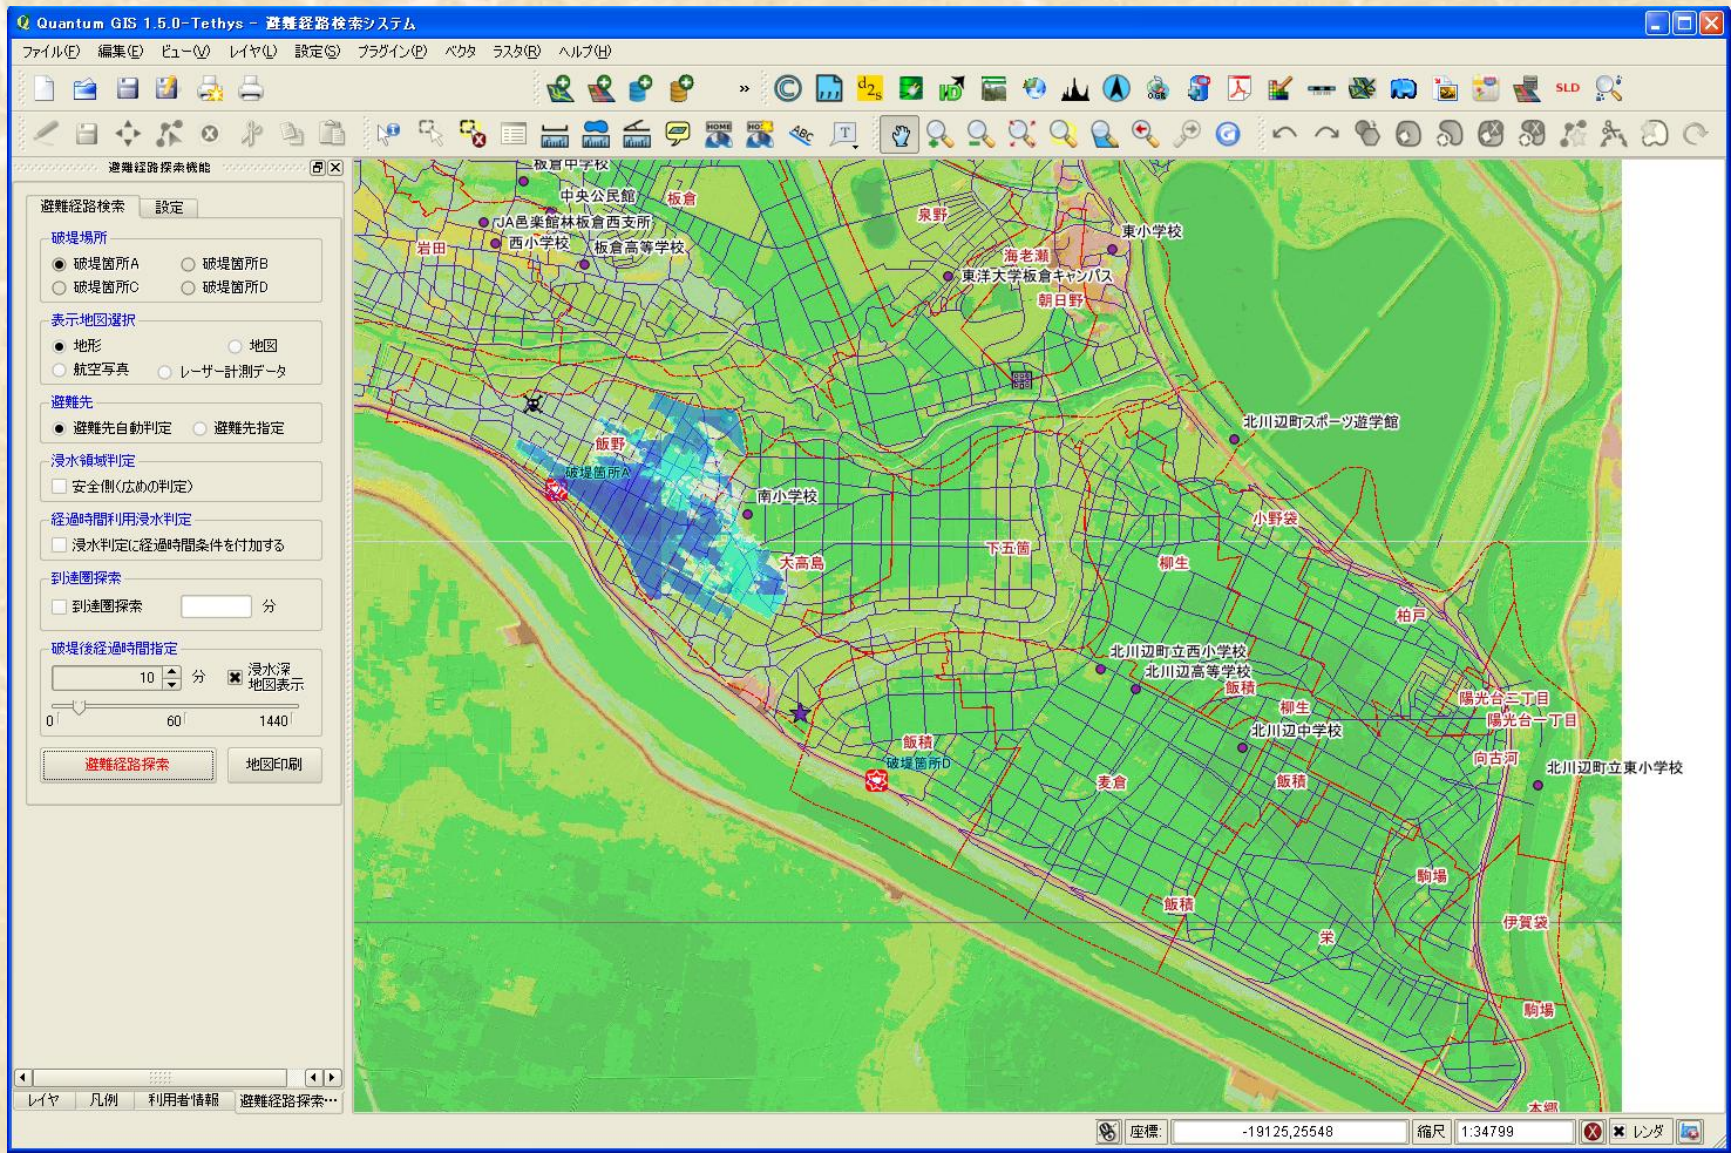 Quantum GIS 1.5.0-Tethys - 避難経路検索システム
ファイル(F) 編集(E) ビュー(V) レイヤ(L) 設定(S) プラグイン(P) ベクタ ラスタ(R) ヘルプ(H)
SLD
避難経路探索機能
避難経路検索 設定
破堤場所
破堤箇所A 破堤箇所B
破堤箇所C 破堤箇所D
表示地図選択
地形 地図
航空写真 レーザー計測データ
避難先
避難先自動判定 避難先指定
浸水領域判定
安全側(広めの判定)
経過時間利用浸水判定
浸水判定に経過時間条件を付加する
到達圏探索
到達圏探索 分
破堤後経過時間指定
10 分 浸水深
地図表示
0 60 1440
避難経路探索 地図印刷
レイヤ 凡例 利用者情報 避難経路探索…
板倉中学校
中央公民館
板倉
JA邑楽館林板倉西支所
岩田
西小学校
板倉高等学校
泉野
東小学校
海老瀬
東洋大学板倉キャンパス
朝日野
北川辺町スポーツ遊学館
飯野
破堤箇所A
南小学校
小野袋
大高島
下五箇
柳生
柏戸
北川辺町立西小学校
北川辺高等学校
飯積
陽光台二丁目
柳生
陽光台一丁目
北川辺中学校
飯積
破堤箇所D
向古河
北川辺町立東小学校
麦倉
飯積
駒場
飯積
伊賀袋
栄
駒場
本郷
座標: -19125,25548 縮尺 1:34799 レンダ